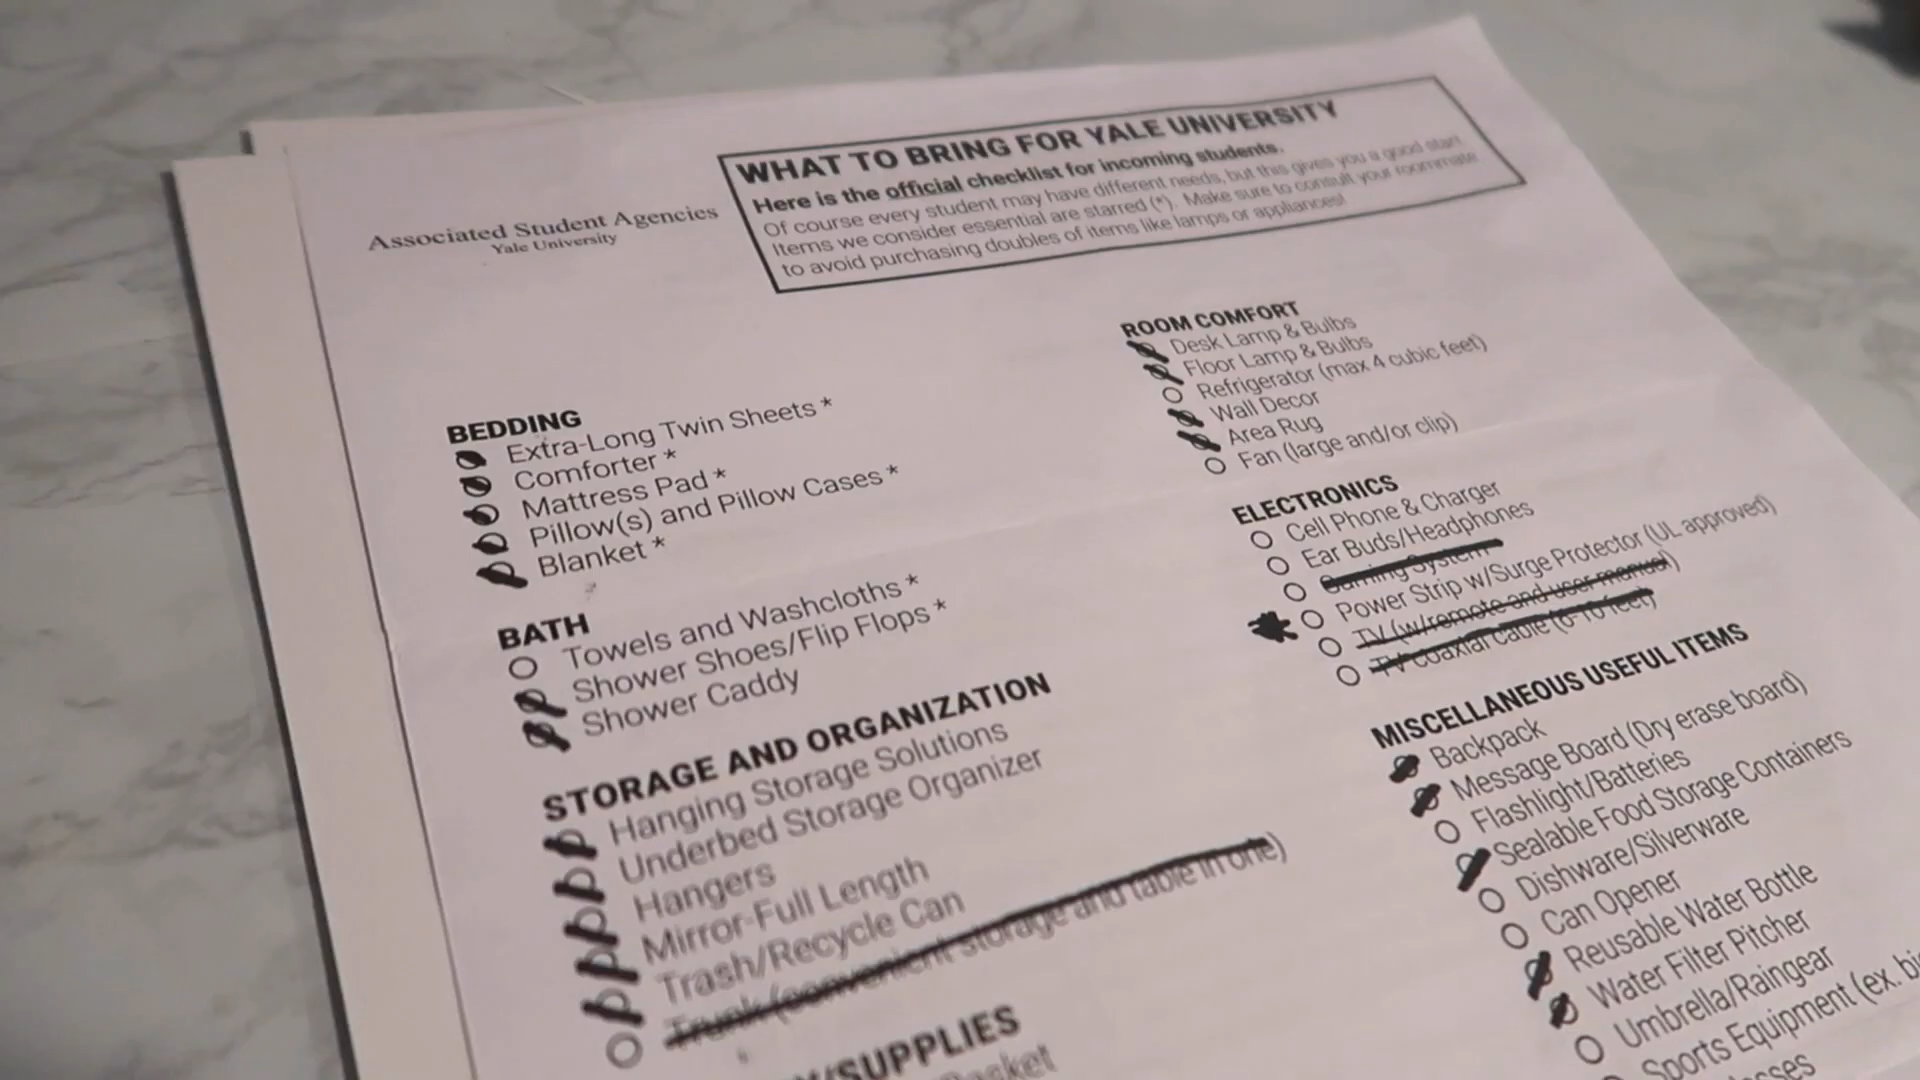 Associated Student Agencies
Yale University
WHAT TO BRING FOR YALE UNIVERSITY
Here is the official checklist for incoming students.
Of course every student may have different needs, but this gives you a good start.
Items we consider essential are starred (*). Make sure to consult your roommate
to avoid purchasing doubles of items like lamps or appliances!
BEDDING
Extra-Long Twin Sheets *
Comforter *
Mattress Pad *
Pillow(s) and Pillow Cases *
Blanket *
BATH
Towels and Washcloths *
Shower Shoes/Flip Flops *
Shower Caddy
STORAGE AND ORGANIZATION
Hanging Storage Solutions
Underbed Storage Organizer
Hangers
Mirror-Full Length
Trash/Recycle Can
Trunk (convenient storage and table in one)
/SUPPLIES
Basket
ROOM COMFORT
Desk Lamp & Bulbs
Floor Lamp & Bulbs
Refrigerator (max 4 cubic feet)
Wall Decor
Area Rug
Fan (large and/or clip)
ELECTRONICS
Cell Phone & Charger
Ear Buds/Headphones
Gaming System
Power Strip w/Surge Protector (UL approved)
TV (w/remote and user manual)
TV coaxial cable (6-10 feet)
MISCELLANEOUS USEFUL ITEMS
Backpack
Message Board (Dry erase board)
Flashlight/Batteries
Sealable Food Storage Containers
Dishware/Silverware
Can Opener
Reusable Water Bottle
Water Filter Pitcher
Umbrella/Raingear
Sports Equipment (ex. bi